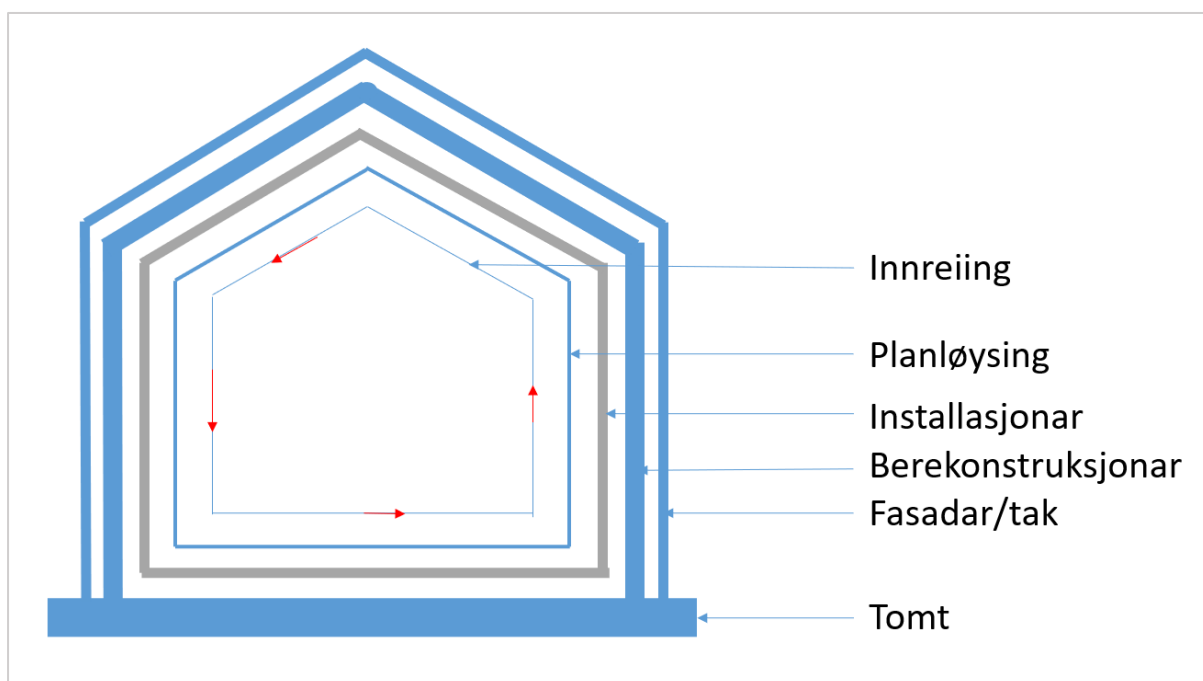 Innreiing
Planløysing
Installasjonar
Berekonstruksjonar
Fasadar/tak
Tomt